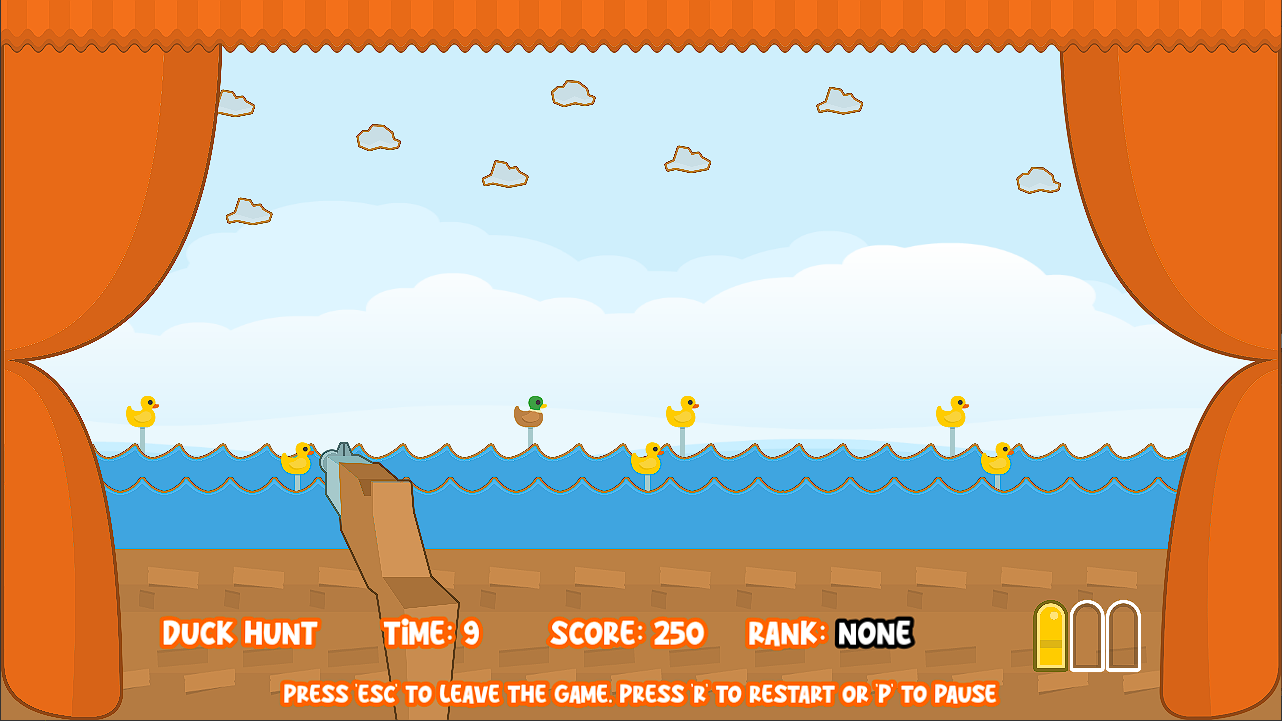 DUCK HUNT TIME: 9 SCORE: 250 RANK: NONE
PRESS 'ESC' TO LEAVE THE GAME. PRESS 'R' TO RESTART OR 'P' TO PAUSE